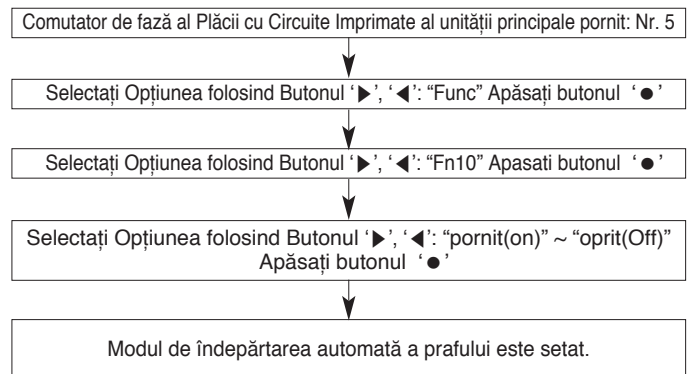 Comutator de fază al Plăcii cu Circuite Imprimate al unității principale pornit: Nr. 5
Selectați Opțiunea folosind Butonul ‘▶’, ‘◀’: “Func” Apăsați butonul ‘●’
Selectați Opțiunea folosind Butonul ‘▶’, ‘◀’: “Fn10” Apasati butonul ‘●’
Selectați Opțiunea folosind Butonul ‘▶’, ‘◀’: “pornit(on)” ~ “oprit(Off)”
Apăsați butonul ‘●’
Modul de îndepărtarea automată a prafului este setat.